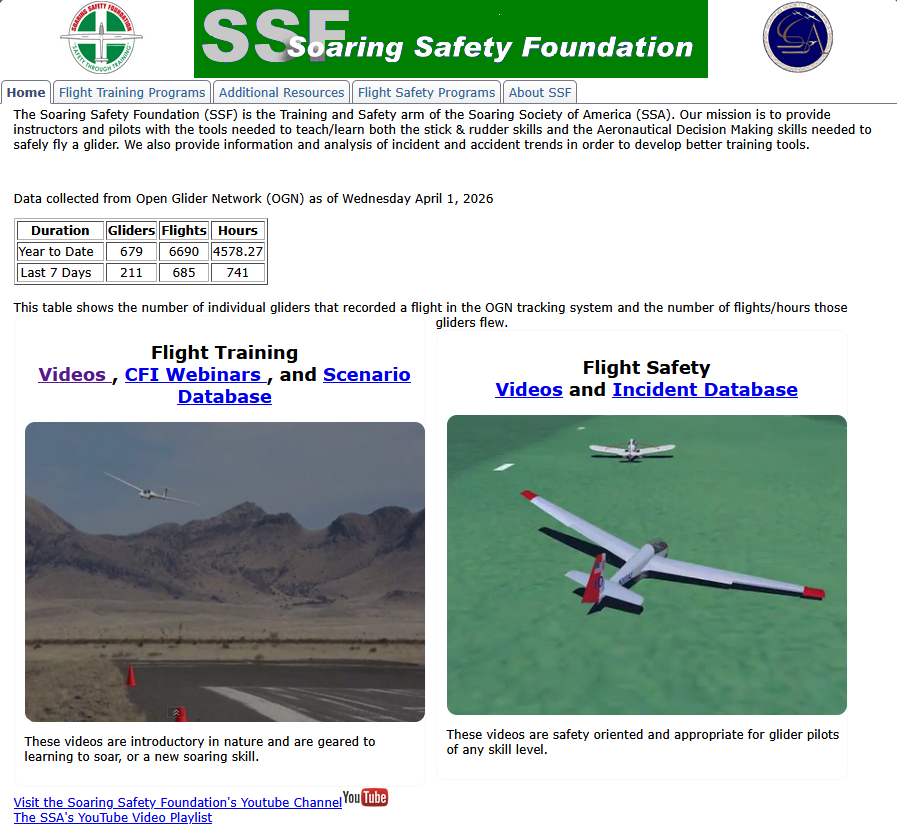 SOARING SAFETY FOUNDATION
SAFETY THROUGH TRAINING
SSF
Soaring Safety Foundation
SSA
Home
Flight Training Programs
Additional Resources
Flight Safety Programs
About SSF
The Soaring Safety Foundation (SSF) is the Training and Safety arm of the Soaring Society of America (SSA). Our mission is to provide
instructors and pilots with the tools needed to teach/learn both the stick & rudder skills and the Aeronautical Decision Making skills needed to
safely fly a glider. We also provide information and analysis of incident and accident trends in order to develop better training tools.
Data collected from Open Glider Network (OGN) as of Wednesday April 1, 2026
Duration Gliders Flights Hours
Year to Date 679 6690 4578.27
Last 7 Days 211 685 741
This table shows the number of individual gliders that recorded a flight in the OGN tracking system and the number of flights/hours those
gliders flew.
Flight Training
Videos , CFI Webinars , and Scenario
Database
These videos are introductory in nature and are geared to
learning to soar, or a new soaring skill.
Flight Safety
Videos and Incident Database
These videos are safety oriented and appropriate for glider pilots
of any skill level.
Visit the Soaring Safety Foundation's Youtube Channel YouTube
The SSA's YouTube Video Playlist